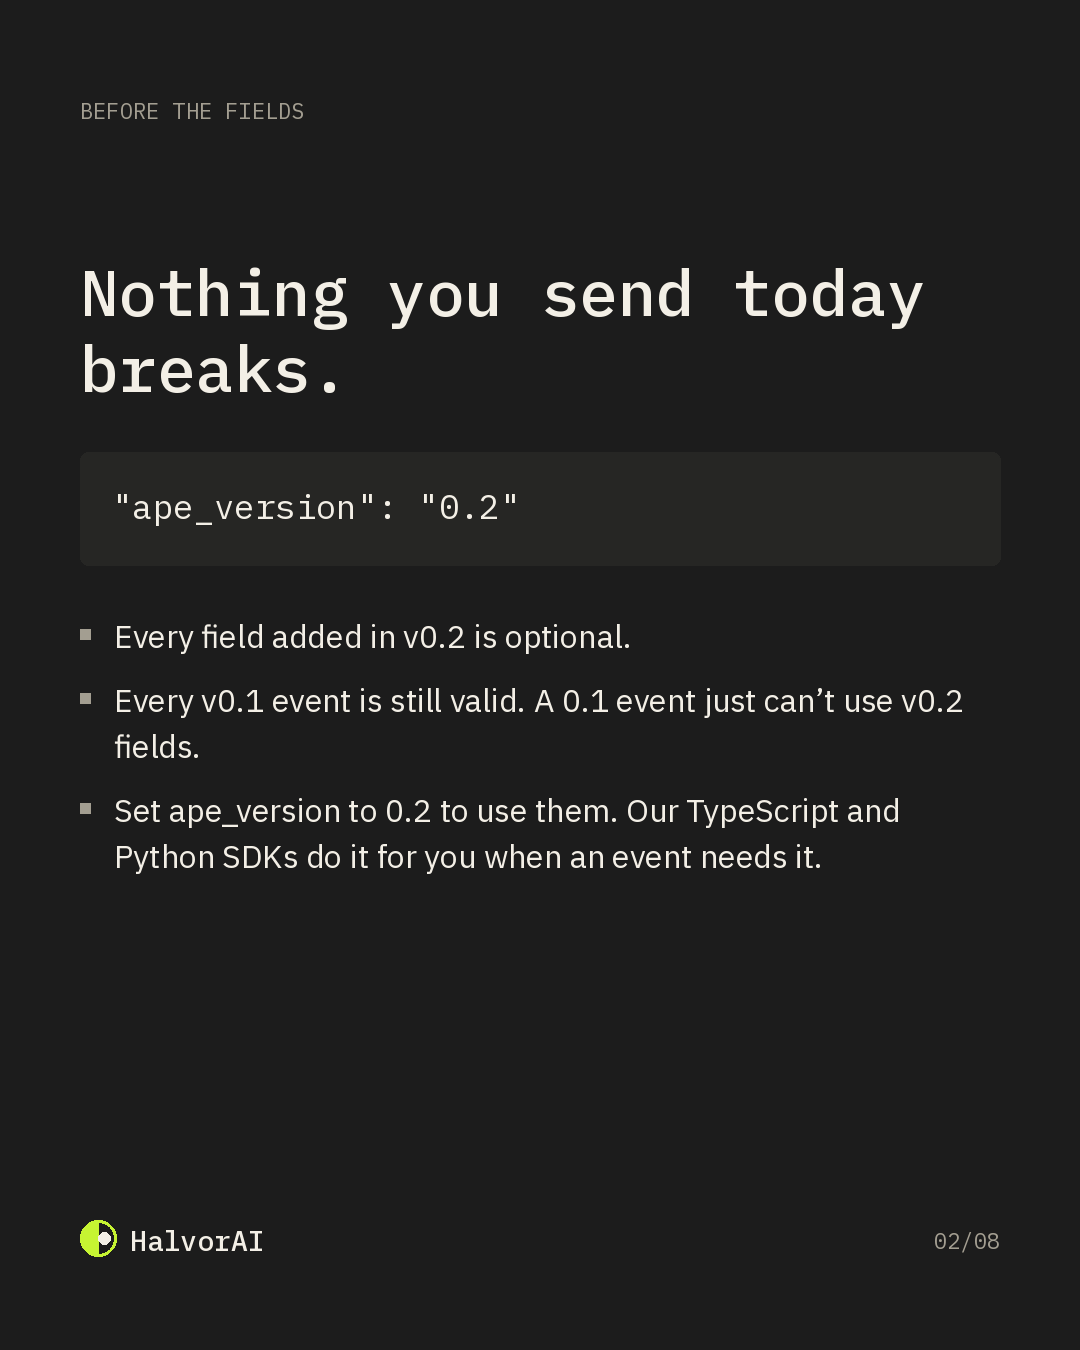 BEFORE THE FIELDS
Nothing you send today
breaks.
"ape_version": "0.2"
Every field added in v0.2 is optional.
Every v0.1 event is still valid. A 0.1 event just can’t use v0.2
fields.
Set ape_version to 0.2 to use them. Our TypeScript and
Python SDKs do it for you when an event needs it.
HalvorAI
02/08